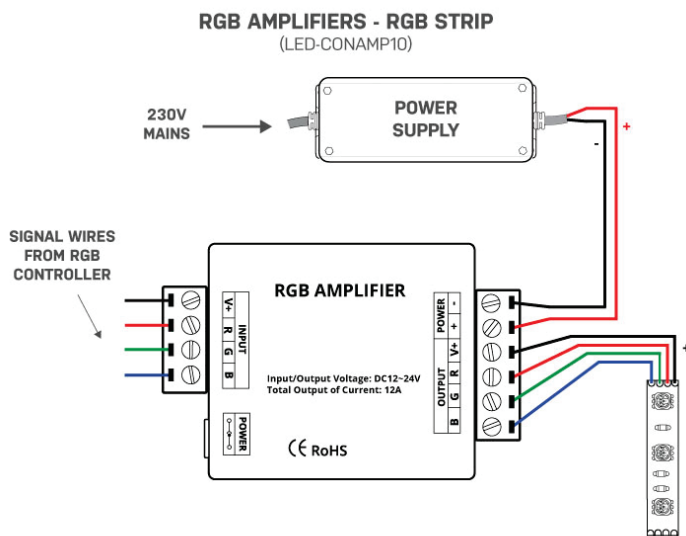 RGB AMPLIFIERS - RGB STRIP
(LED-CONAMP10)
230V
MAINS
POWER
SUPPLY
+
-
SIGNAL WIRES
FROM RGB
CONTROLLER
RGB AMPLIFIER
V+
R
G
B
INPUT
POWER
-
+
OUTPUT
V+
R
G
B
Input/Output Voltage: DC12~24V
Total Output of Current: 12A
POWER
CE RoHS
+